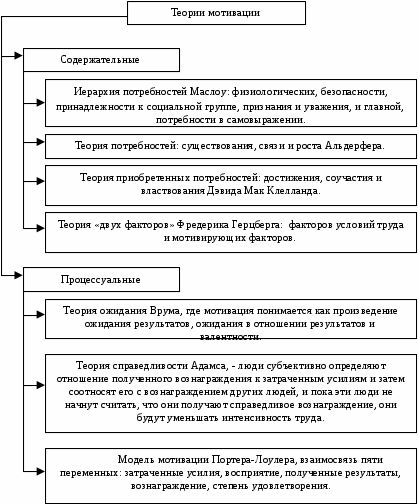 Теории мотивации
Содержательные
Иерархия потребностей Маслоу: физиологических, безопасности,
принадлежности к социальной группе, признания и уважения, и главной,
потребности в самовыражении.
Теория потребностей: существования, связи и роста Альдерфера.
Теория приобретенных потребностей: достижения, соучастия и
властвования Дэвида Мак Клелланда.
Теория «двух факторов» Фредерика Герцберга: факторов условий труда
и мотивирующих факторов.
Процессуальные
Теория ожидания Врума, где мотивация понимается как произведение
ожидания результатов, ожидания в отношении результатов и
валентности.
Теория справедливости Адамса, - люди субъективно определяют
отношение полученного вознаграждения к затраченным усилиям и затем
соотносят его с вознаграждением других людей, и пока эти люди не
начнут считать, что они получают справедливое вознаграждение, они
будут уменьшать интенсивность труда.
Модель мотивации Портера-Лоулера, взаимосвязь пяти
переменных: затраченные усилия, восприятие, полученные результаты,
вознаграждение, степень удовлетворения.